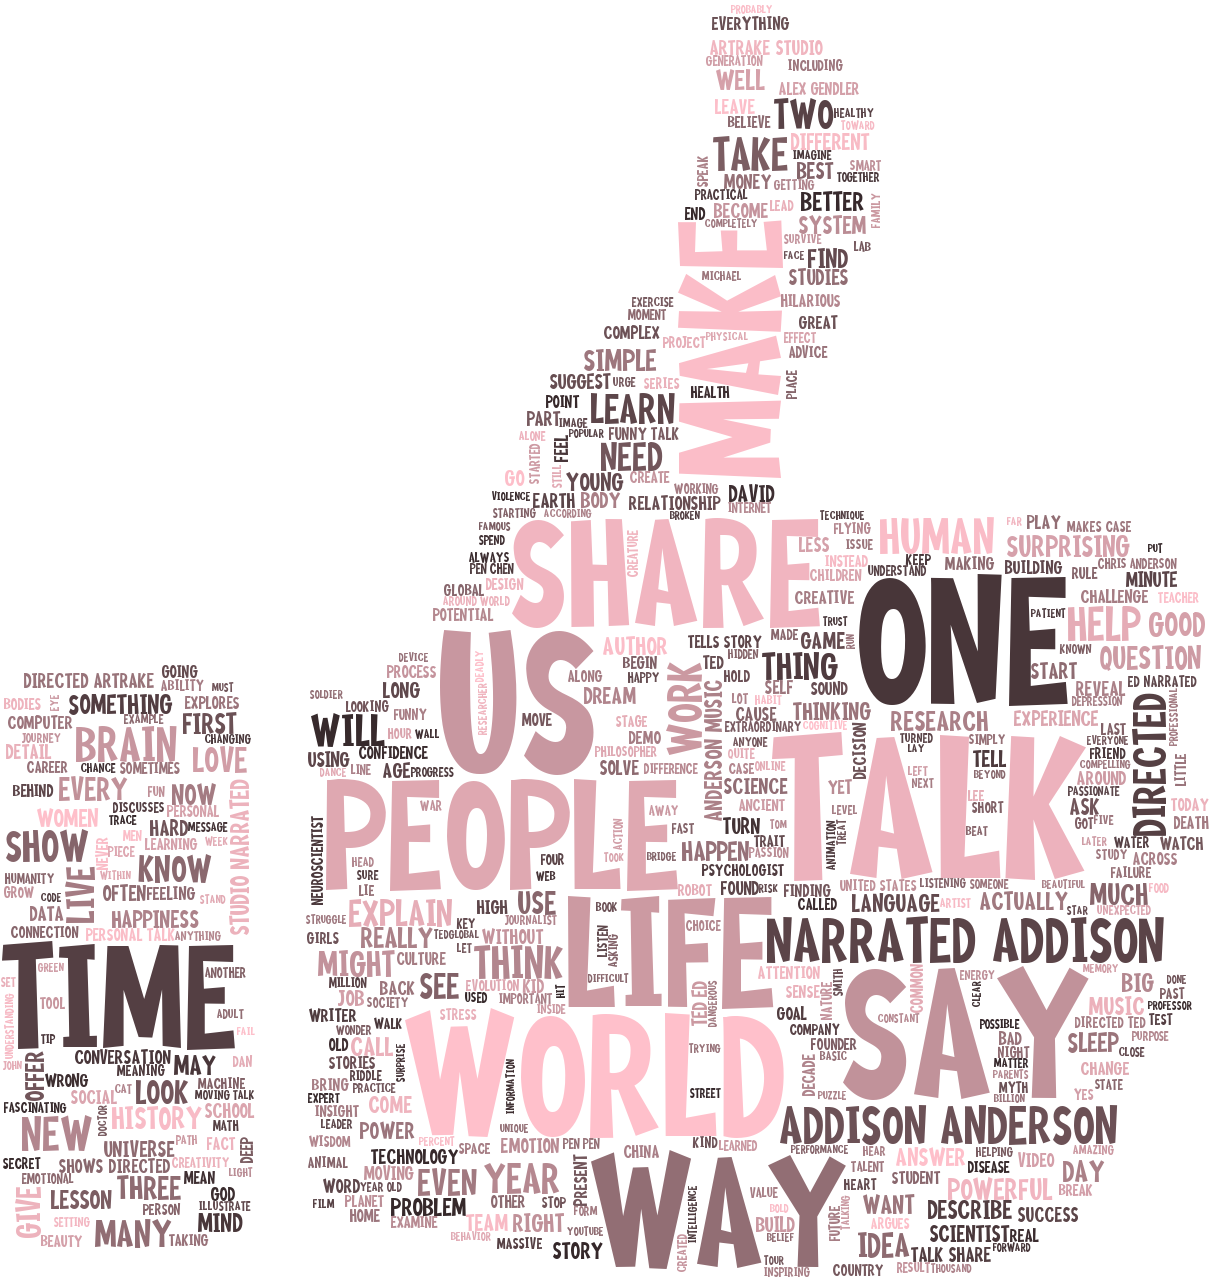 PROBABLY
EVERYTHING
ARTRAKE STUDIO
GENERATION
INCLUDING
WELL
ALEX GENDLER
LEAVE
TWO
HEALTHY
BELIEVE
TOWARD
DIFFERENT
TAKE
IMAGINE
SPEAK
BEST
SMART
MONEY
GETTING
TOGETHER
PRACTICAL
BETTER
FAMILY
END
BECOME
LEAD
COMPLETELY
SYSTEM
SURVIVE
LAB
FACE
FIND
MAKE
MICHAEL
STUDIES
EXERCISE
HILARIOUS
MOMENT
GREAT
COMPLEX
PROJECT
PHYSICAL
EFFECT
ADVICE
SIMPLE
SUGGEST
URGE
SERIES
HEALTH
PLACE
POINT
LEARN
PART
IMAGE
ALONE
POPULAR
FUNNY TALK
FEEL
STARTED
NEED
GO
STILL
YOUNG
CREATE
WORKING
DAVID
VIOLENCE
EARTH
BODY
RELATIONSHIP
INTERNET
STARTING
ACCORDING
BROKEN
TECHNIQUE
FAMOUS
SHARE
CREATURE
FLYING
HUMAN
FAR
PLAY
MAKES CASE
SPEND
LESS
ISSUE
SURPRISING
PUT
ALWAYS
INSTEAD
KEEP
MAKING
BUILDING
CHRIS ANDERSON
PEN CHEN
CHILDREN
UNDERSTAND
RULE
MINUTE
GLOBAL
DESIGN
CREATIVE
ONE
CHALLENGE
TEACHER
AROUND WORLD
POTENTIAL
TRUST
PATIENT
HELP
GOOD
US
AUTHOR
TELLS STORY
MADE
GAME
RUN
KNOWN
QUESTION
DEVICE
PROCESS
DEADLY
RESEARCHER
BEGIN
HAPPY
TED
HIDDEN
HOLD
THING
START
ED NARRATED
SOLDIER
LONG
ALONG
DREAM
WORK
SELF
SOUND
REVEAL
DEPRESSION
PROFESSIONAL
LOOKING
FUNNY
MOVE
STAGE
LOT
HABIT
THINKING
CAUSE
EXTRAORDINARY
COGNITIVE
RESEARCH
EXPERIENCE
LAST
DIRECTED
WILL
HOUR
WALL
DEMO
ANDERSON MUSIC
ANYONE
TALK
DECISION
TURNED
LAY
SIMPLY
EVERYONE
USING
CONFIDENCE
PHILOSOPHER
QUITE
TELL
FRIEND
COMPELLING
DANCE
LINE
AGE
PROGRESS
SOLVE
DIFFERENCE
CASE
ONLINE
LEFT
NEXT
BEYOND
AROUND
LITTLE
PEOPLE
WAR
SCIENCE
YET
PASSIONATE
AWAY
ANCIENT
LEVEL
LEE
SHORT
ASK
TODAY
NEUROSCIENTIST
FAST
TURN
TOM
ANIMATION
TREAT
BEAT
GOT
FIVE
DEATH
HEAD
SURE
FOUR
WEB
ACTION
TOOK
BRIDGE
HAPPEN
TRAIT
PASSION
LATER
WATER
WATCH
STUDY
ACROSS
LIE
PSYCHOLOGIST
FAILURE
ROBOT
FOUND
RISK
FINDING
UNITED STATES
LISTENING
SOMEONE
BEAUTIFUL
CALLED
LANGUAGE
ARTIST
ACTUALLY
MUCH
FOOD
STAR
UNEXPECTED
STRUGGLE
EXPLAIN
HIGH
USE
BOOK
LIFE
CHOICE
NARRATED ADDISON
GIRLS
REALLY
KEY
JOURNALIST
TEDGLOBAL
WITHOUT
LISTEN
ASKING
LET
MIGHT
CULTURE
THINK
DIFFICULT
ATTENTION
SMITH
COMMON
SAY
ENERGY
MEMORY
BIG
DONE
MILLION
BACK
SEE
EVOLUTION
KID
HIT
TED ED
DANGEROUS
SENSE
NATURE
CLEAR
PAST
JOB
SOCIETY
USED
IMPORTANT
INSIDE
MUSIC
PROFESSOR
WRITER
STRESS
WORLD
GOAL
CONSTANT
POSSIBLE
DIRECTED TED
TEST
WONDER
WALK
COMPANY
BAD
PURPOSE
OLD
CALL
SURPRISE
TRYING
FOUNDER
NIGHT
SLEEP
CLOSE
STORIES
BASIC
MATTER
RIDDLE
INFORMATION
DECADE
PARENTS
CHANGE
BRING
PRACTICE
STREET
PUZZLE
MYTH
STATE
EXPERT
BILLION
YES
INSIGHT
COME
ADDISON ANDERSON
LEADER
POWER
UNIQUE
WISDOM
PERCENT
SPACE
EMOTION
PEN PEN
CHINA
KIND
LEARNED
PERFORMANCE
HEAR
ANSWER
HELPING
AMAZING
ANIMAL
TECHNOLOGY
WAY
TALENT
DISEASE
VIDEO
MOVING
EVEN
YEAR
PRESENT
STUDENT
DAY
WORD
YEAR OLD
HEART
POWERFUL
BREAK
FILM
PLANET
PROBLEM
OTHER
STOP
FORM
INTELLIGENCE
VALUE
BOLD
FUTURE
TALKING
WANT
DESCRIBE
SUCCESS
HOME
EXAMINE
TEAM
RIGHT
YOUTUBE
BUILD
BELIEF
ARGUES
SCIENTIST
REAL
BEHAVIOR
MASSIVE
STORY
CREATED
TOUR
IDEA
TALK SHARE
FORWARD
INSPIRING
COUNTRY
RESULT
THOUSAND
DIRECTED ARTRAKE
GOING
ABILITY
MUST
BODIES
EYE
SOMETHING
EXPLORES
COMPUTER
EXAMPLE
FIRST
JOURNEY
BRAIN
CHANGING
DETAIL
LOVE
CAREER
CHANCE
SOMETIMES
BEHIND
EVERY
FUN
NOW
STUDIO NARRATED
WOMEN
DISCUSSES
PERSONAL
TRACE
HARD
MESSAGE
SHOW
NEVER
MEN
PIECE
LEARNING
WEEK
LIVE
WITHIN
KNOW
HUMANITY
GROW
CODE
OFTEN
FEELING
STAND
DATA
HAPPINESS
CONNECTION
PERSONAL TALK
ANYTHING
TIME
GREEN
ANOTHER
SET
TOOL
ADULT
UNDERSTANDING
TIP
FAIL
JOHN
OFFER
CONVERSATION
MEANING
MAY
DAN
WRONG
SOCIAL
CAT
LOOK
MACHINE
MOVING TALK
FASCINATING
DOCTOR
HISTORY
SCHOOL
NEW
MATH
UNIVERSE
PATH
FACT
DEEP
SECRET
SHOWS DIRECTED
CREATIVITY
EMOTIONAL
THREE
MEAN
LIGHT
GIVE
LESSON
PERSON
GOD
ILLUSTRATE
SETTING
MANY
MIND
BEAUTY
TAKING